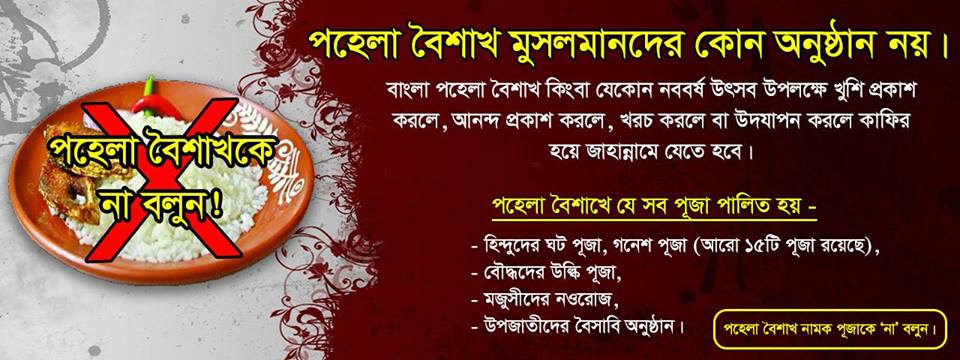 পহেলা বৈশাখ মুসলমানদের কোন অনুষ্ঠান নয়।
বাংলা পহেলা বৈশাখ কিংবা যেকোন নববর্ষ উৎসব উপলক্ষে খুশি প্রকাশ
করলে, আনন্দ প্রকাশ করলে, খরচ করলে বা উদযাপন করলে কাফির
হয়ে জাহান্নামে যেতে হবে।
পহেলা বৈশাখকে
না বলুন!
পহেলা বৈশাখে যে সব পূজা পালিত হয় -
- হিন্দুদের ঘট পূজা, গনেশ পূজা (আরো ১৫টি পূজা রয়েছে),
- বৌদ্ধদের উল্কি পূজা,
- মজুসীদের নওরোজ,
- উপজাতীদের বৈসাবি অনুষ্ঠান।
পহেলা বৈশাখ নামক পূজাকে ‘না’ বলুন।